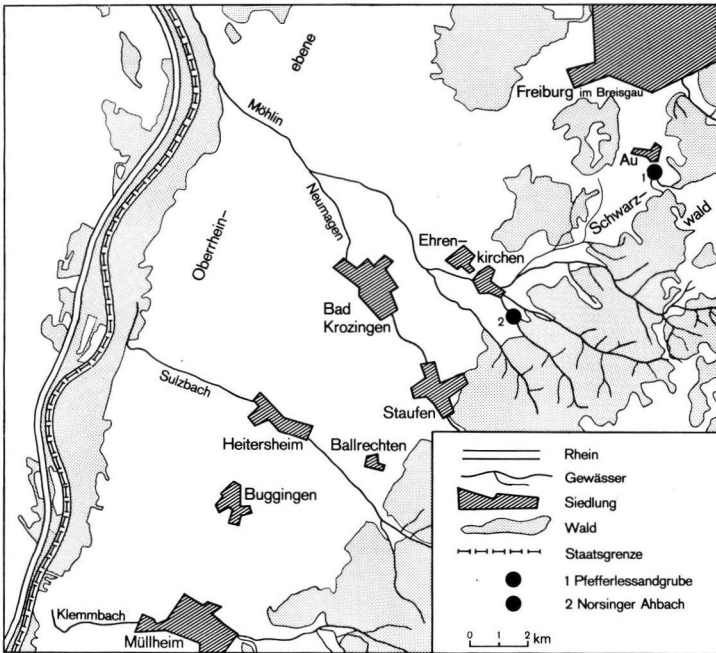 ebene
Freiburg im Breisgau
Möhlin
Au
1
Schwarz-
wald
Neumagen
Oberrhein-
Ehren-
kirchen
Bad
Krozingen
2
Sulzbach
Staufen
Heitersheim
Ballrechten
Buggingen
Klemmbach
Müllheim
Rhein
Gewässer
Siedlung
Wald
Staatsgrenze
1 Pfefferlessandgrube
2 Norsinger Ahbach
0 1 2 km